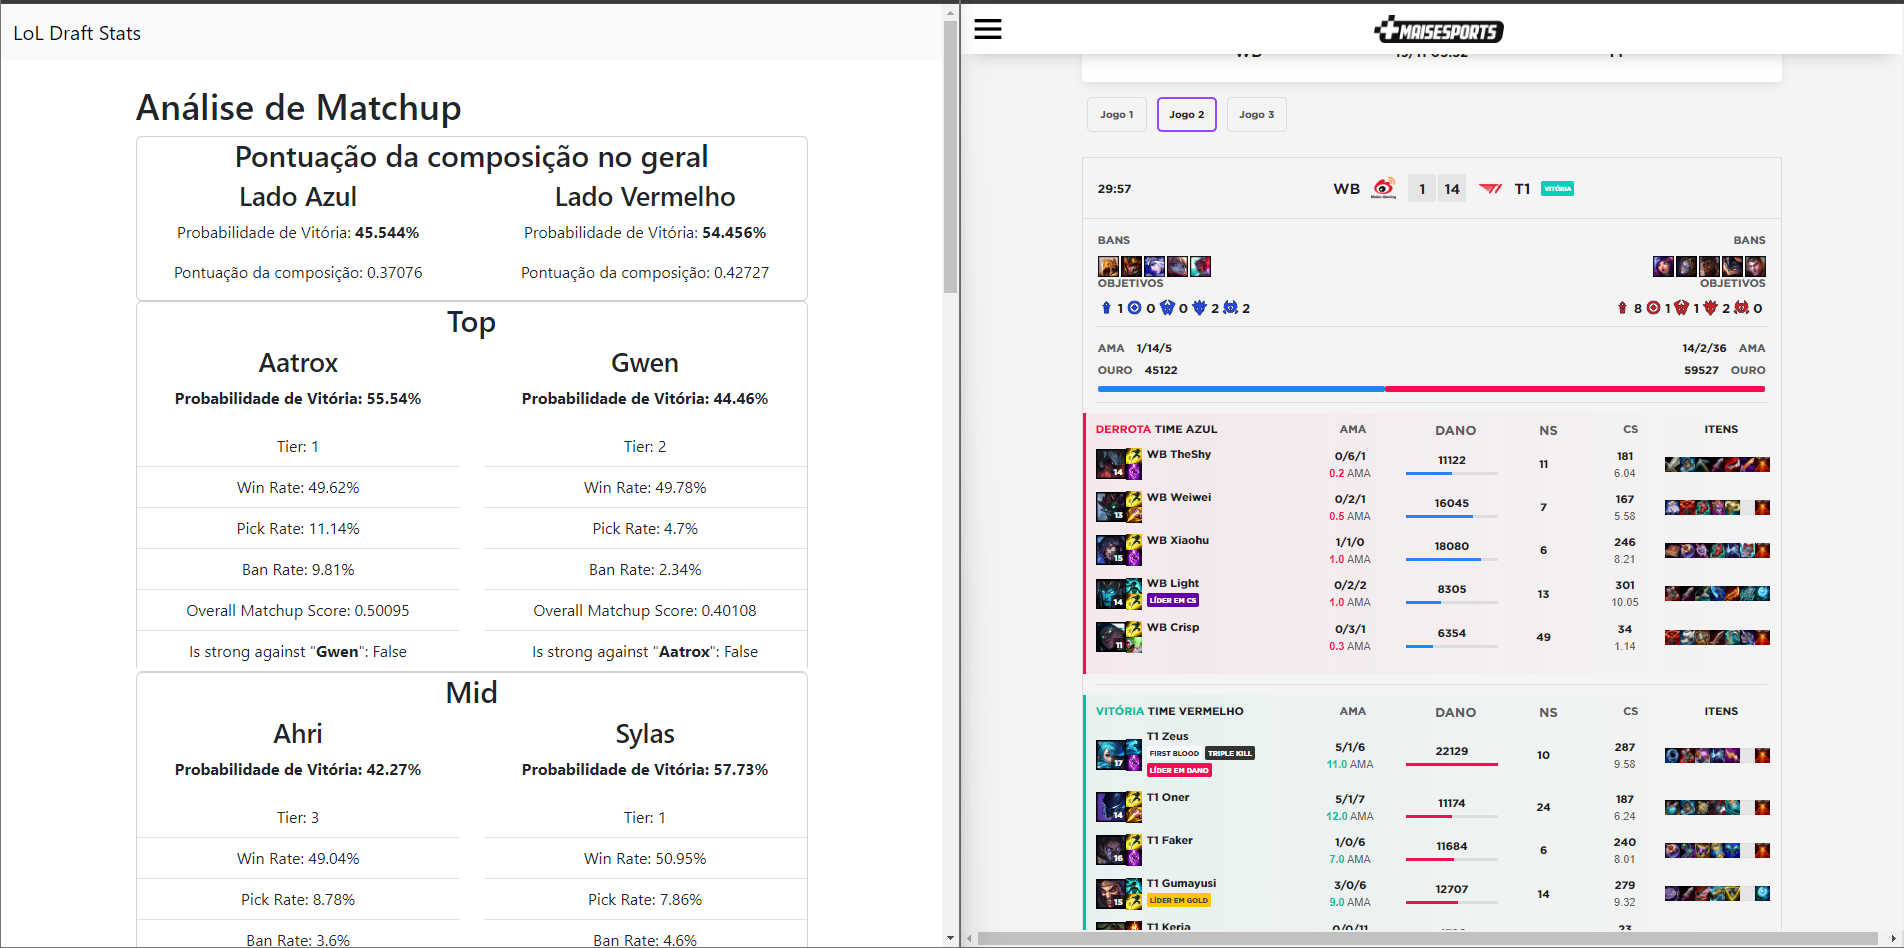 LoL Draft Stats
Análise de Matchup
Pontuação da composição no geral
Lado Azul
Lado Vermelho
Probabilidade de Vitória: 45.544%
Probabilidade de Vitória: 54.456%
Pontuação da composição: 0.37076
Pontuação da composição: 0.42727
Top
Aatrox
Gwen
Probabilidade de Vitória: 55.54%
Probabilidade de Vitória: 44.46%
Tier: 1
Tier: 2
Win Rate: 49.62%
Win Rate: 49.78%
Pick Rate: 11.14%
Pick Rate: 4.7%
Ban Rate: 9.81%
Ban Rate: 2.34%
Overall Matchup Score: 0.50095
Overall Matchup Score: 0.40108
Is strong against "Gwen": False
Is strong against "Aatrox": False
Mid
Ahri
Sylas
Probabilidade de Vitória: 42.27%
Probabilidade de Vitória: 57.73%
Tier: 3
Tier: 1
Win Rate: 49.04%
Win Rate: 50.95%
Pick Rate: 8.78%
Pick Rate: 7.86%
Ban Rate: 3.6%
Ban Rate: 4.6%
MAISESPORTS
Jogo 1
Jogo 2
Jogo 3
29:57
WB 1 14 T1 VITÓRIA
BANS
BANS
OBJETIVOS
OBJETIVOS
1 0 0 2 2
8 1 1 2 0
AMA 1/14/5
14/2/36 AMA
OURO 45122
59527 OURO
DERROTA TIME AZUL AMA DANO NS CS ITENS
14
WB TheShy
0/6/1
0.2 AMA
11122
11
181
6.04
13
WB Weiwei
0/2/1
0.5 AMA
16045
7
167
5.58
15
WB Xiaohu
1/1/0
1.0 AMA
18080
6
246
8.21
14
WB Light
LÍDER EM CS
0/2/2
1.0 AMA
8305
13
301
10.05
11
WB Crisp
0/3/1
0.3 AMA
6354
49
34
1.14
VITÓRIA TIME VERMELHO AMA DANO NS CS ITENS
17
T1 Zeus
FIRST BLOOD TRIPLE KILL
LÍDER EM DANO
5/1/6
11.0 AMA
22129
10
287
9.58
14
T1 Oner
5/1/7
12.0 AMA
11174
24
187
6.24
16
T1 Faker
1/0/6
7.0 AMA
11684
6
240
8.01
15
T1 Gumayusi
LÍDER EM GOLD
3/0/6
9.0 AMA
12707
14
279
9.32
T1 Keria
0/0/11
23